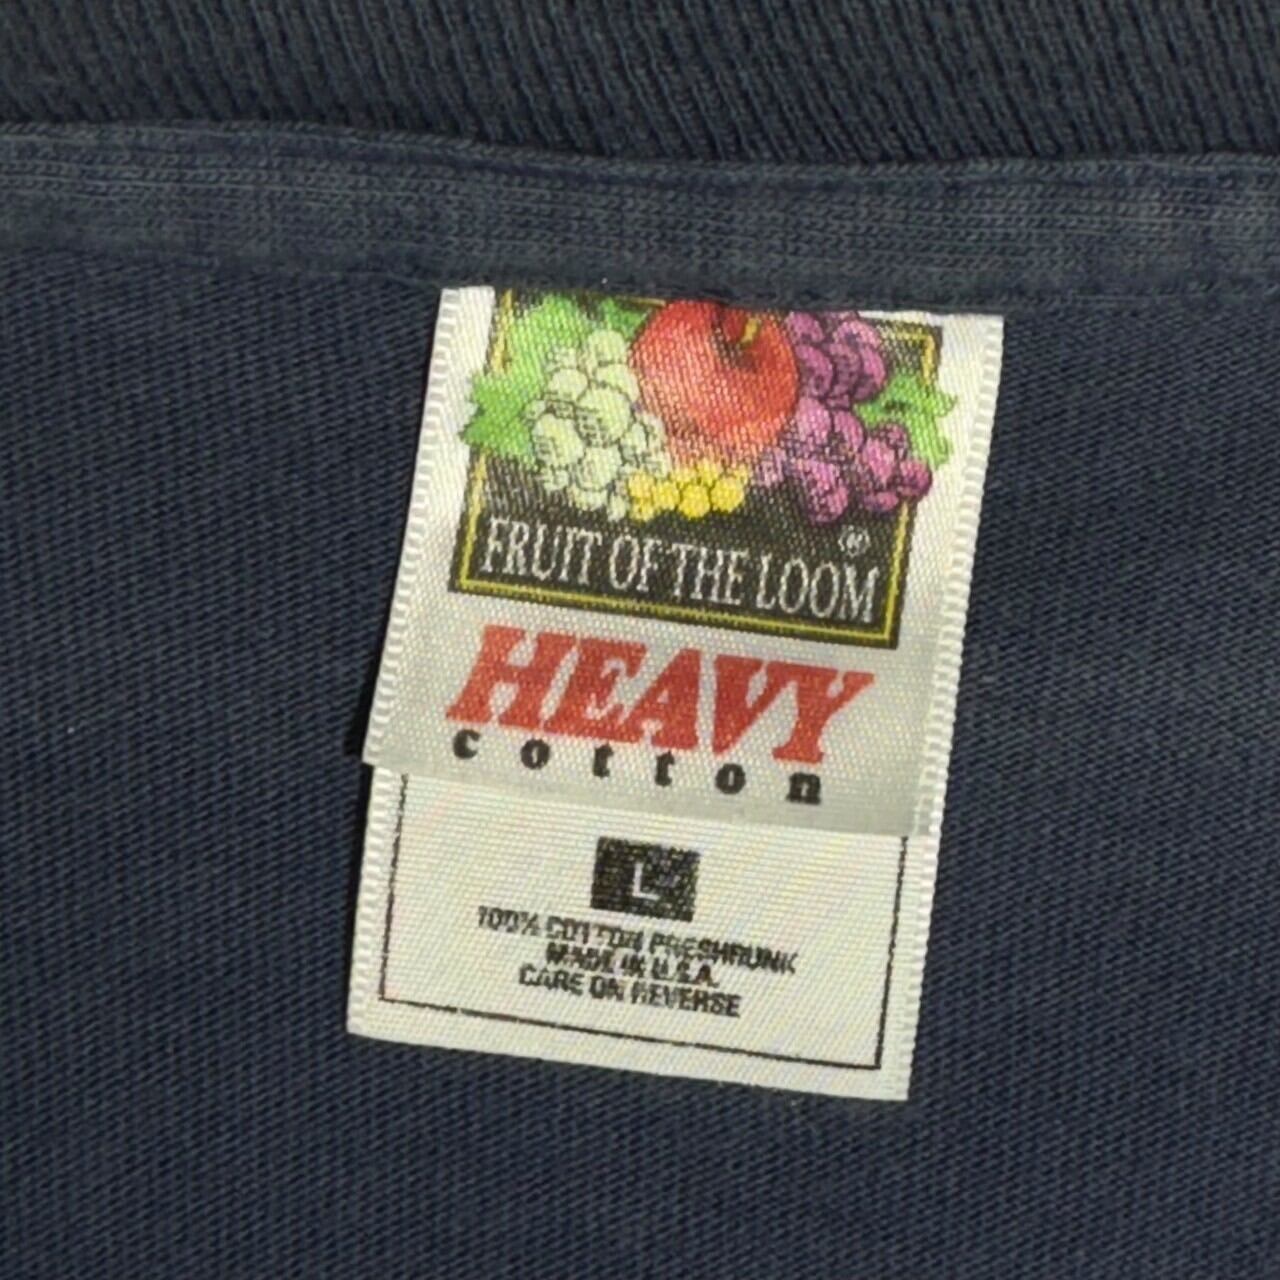 FRUIT OF THE LOOM ®
HEAVY
cotton
L
100% COTTON PRESHRUNK
MADE IN U.S.A.
CARE ON REVERSE